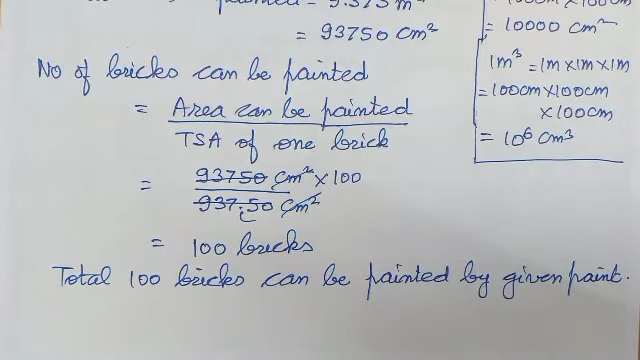 = 93750 cm²
= 10000 cm²
No of bricks can be painted
= Area can be painted
TSA of one brick
= 93750 cm² × 100
937.50 cm²
= 100 bricks
Total 100 bricks can be painted by given paint.
1m³ = 1m × 1m × 1m
= 100cm × 100cm
× 100cm
= 10⁶ cm³